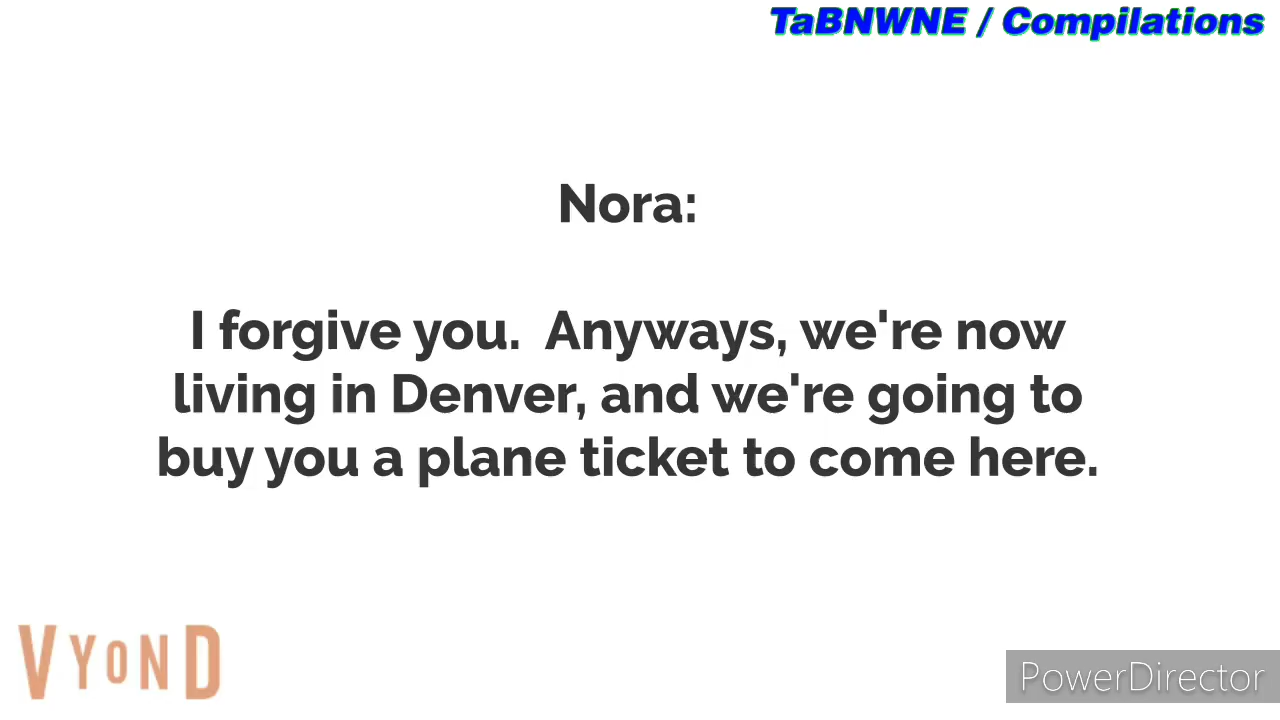 TaBNWNE / Compilations
Nora:
I forgive you.  Anyways, we're now
living in Denver, and we're going to
buy you a plane ticket to come here.
VYOND
PowerDirector